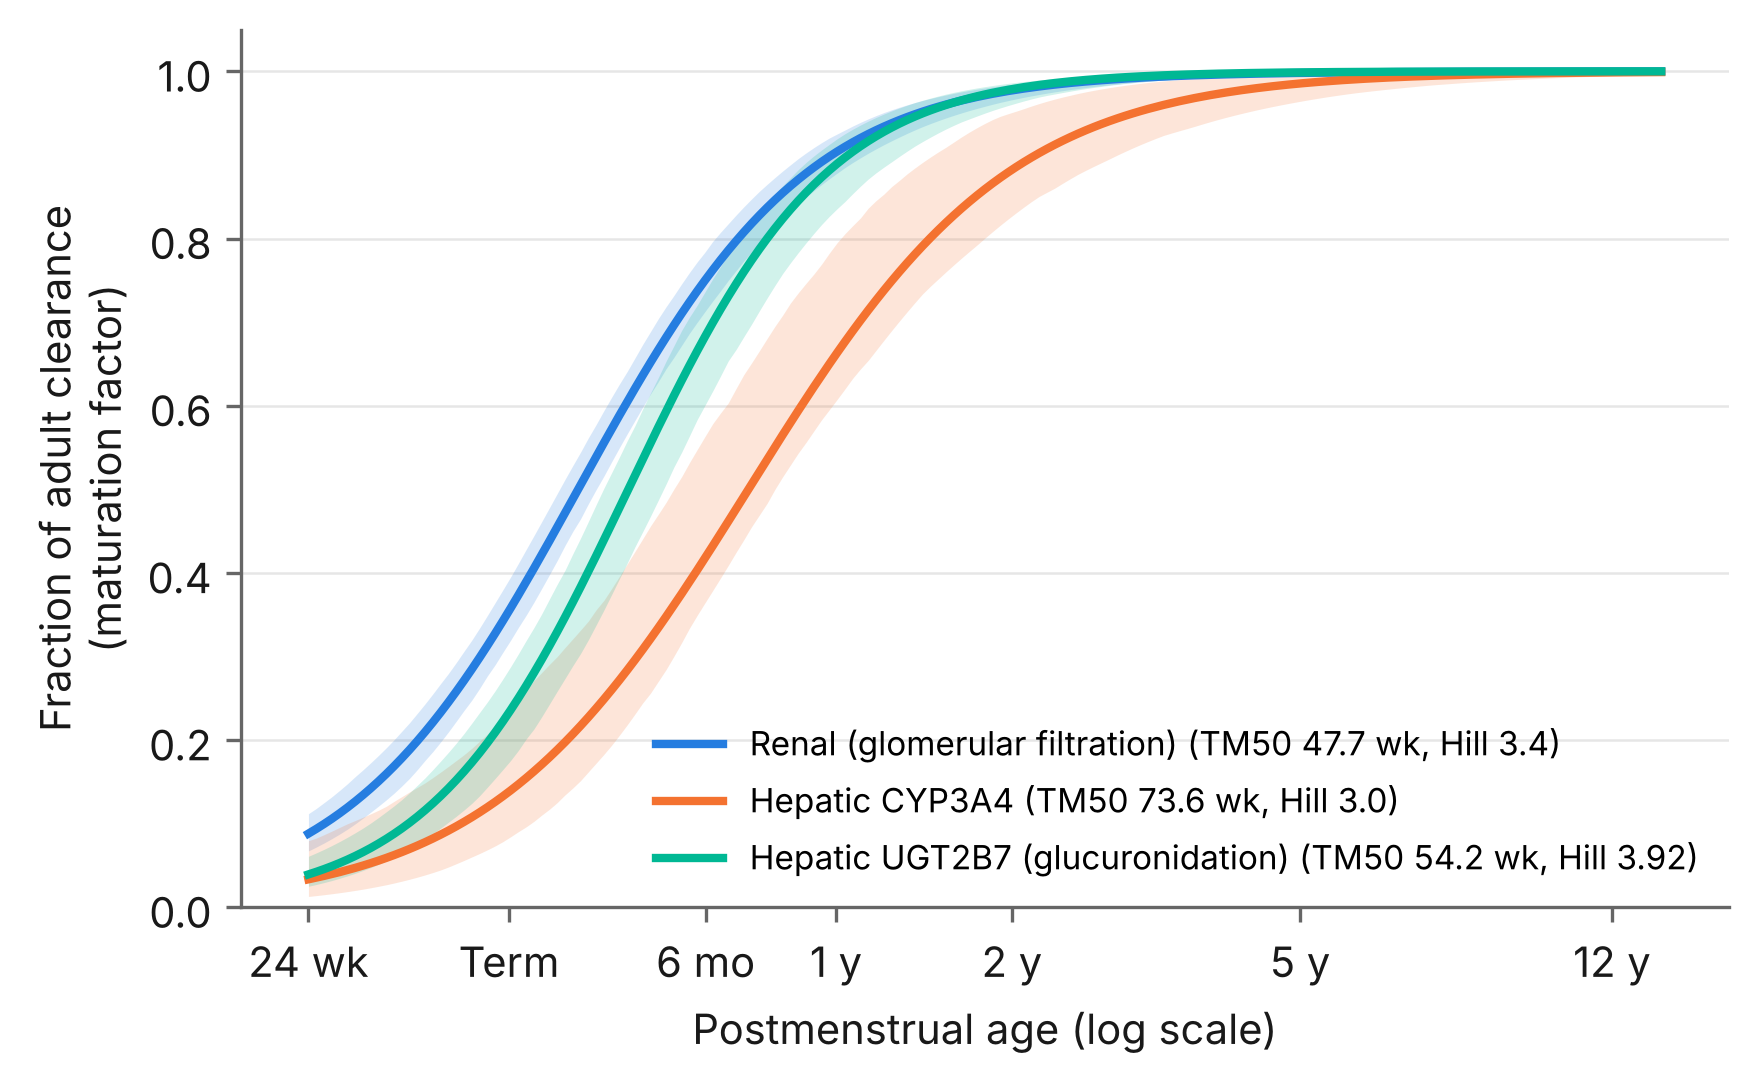 Fraction of adult clearance
(maturation factor)
1.0
0.8
0.6
0.4
0.2
0.0
Renal (glomerular filtration) (TM50 47.7 wk, Hill 3.4)
Hepatic CYP3A4 (TM50 73.6 wk, Hill 3.0)
Hepatic UGT2B7 (glucuronidation) (TM50 54.2 wk, Hill 3.92)
24 wk Term 6 mo 1 y 2 y 5 y 12 y
Postmenstrual age (log scale)